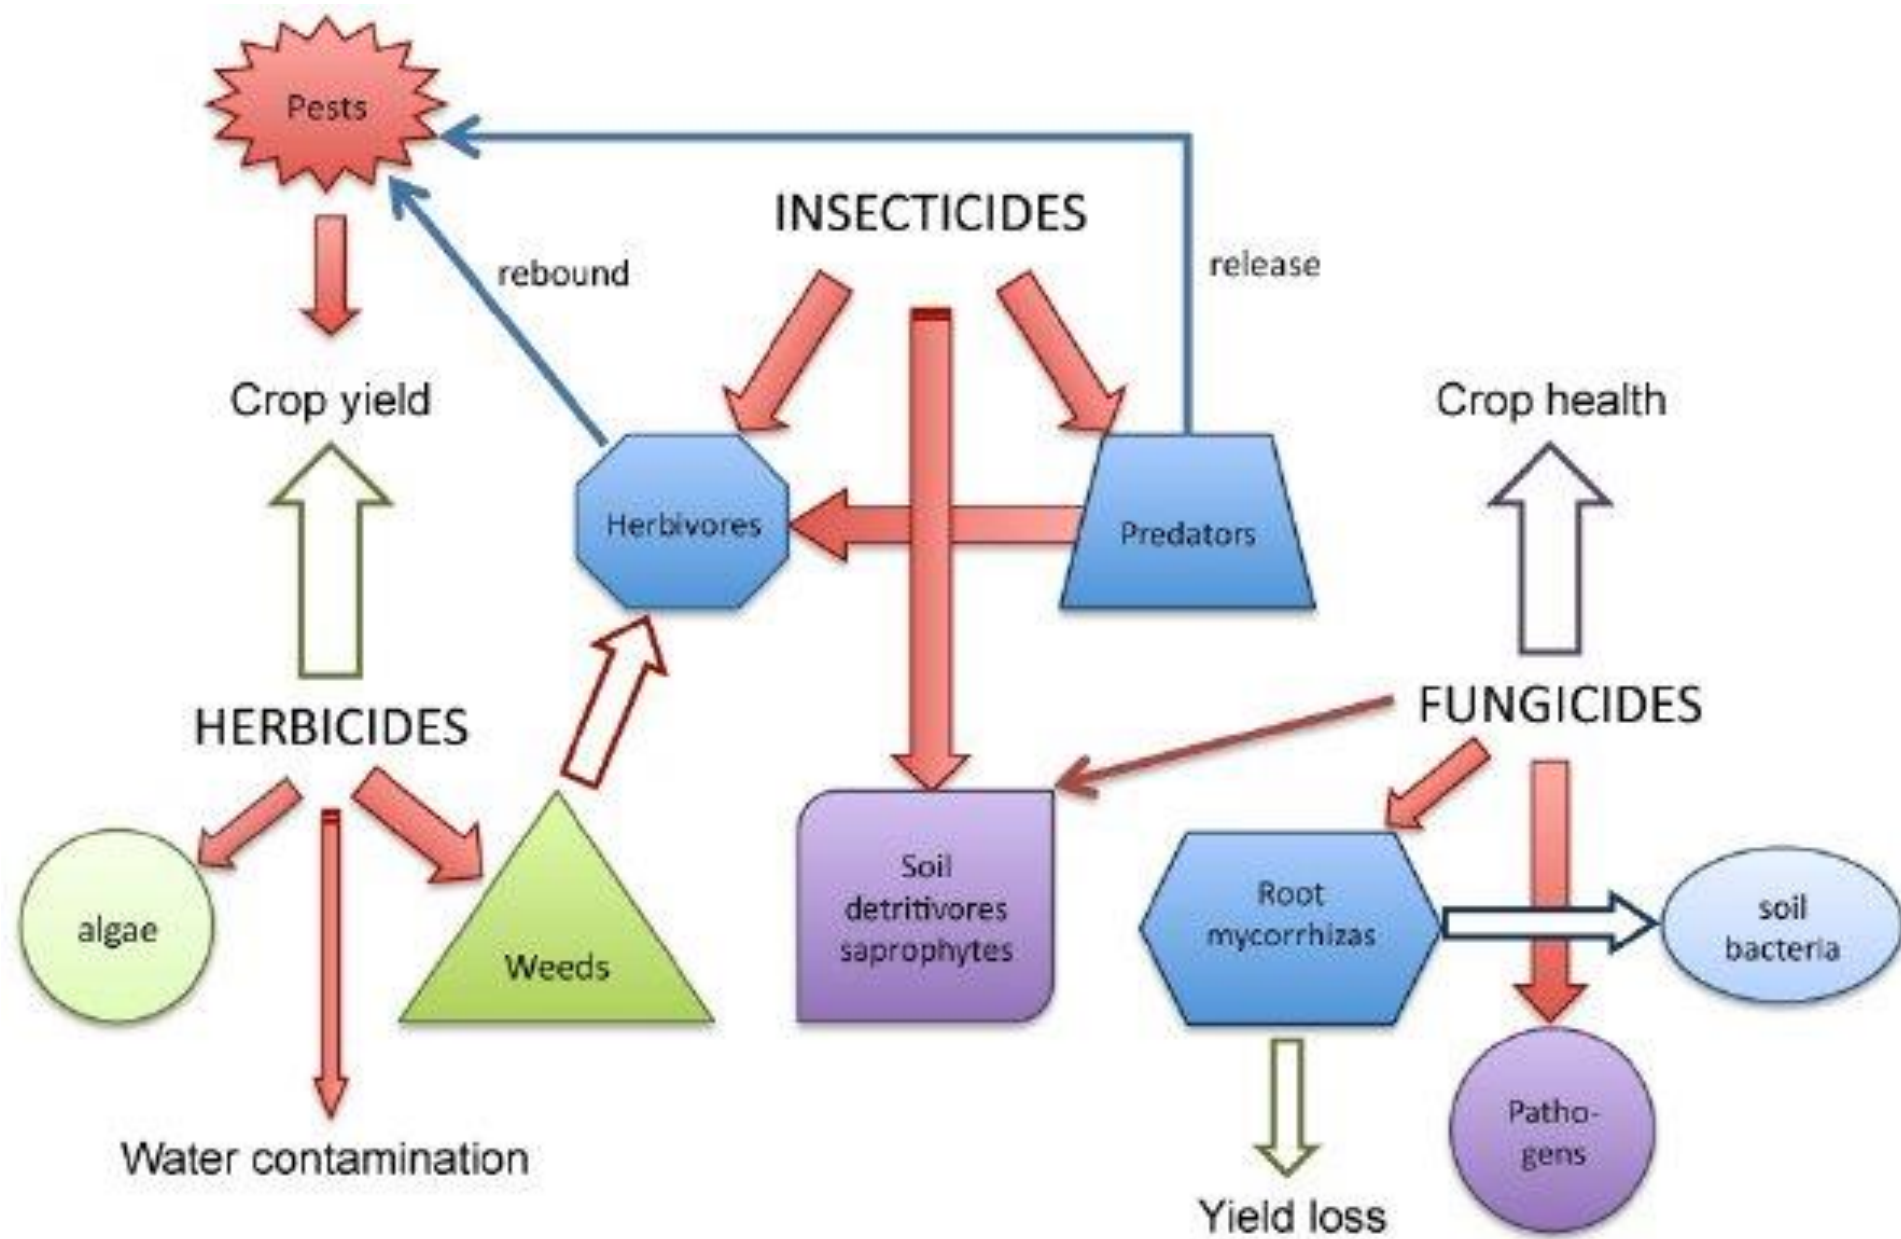 Pests
INSECTICIDES
rebound
release
Crop yield
Crop health
Herbivores
Predators
HERBICIDES
FUNGICIDES
algae
Weeds
Soil
detritivores
saprophytes
Root
mycorrhizas
soil
bacteria
Patho-
gens
Water contamination
Yield loss